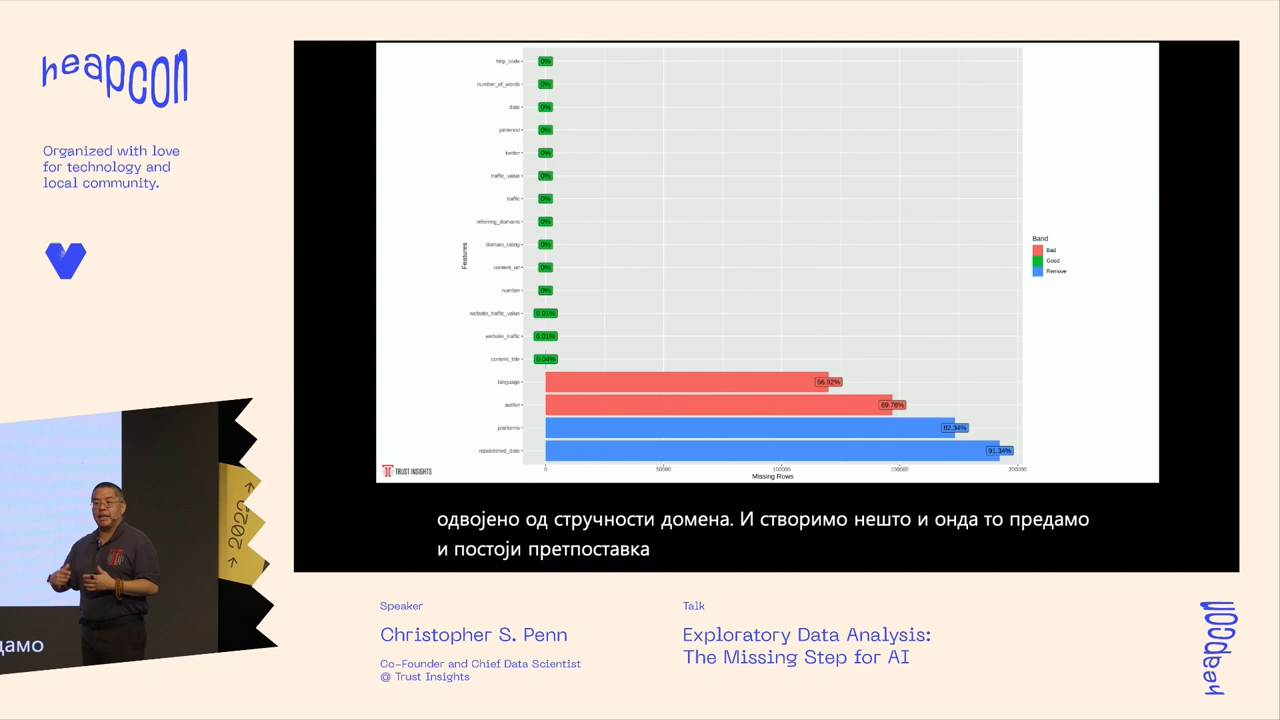 heapcon
Organized with love
for technology and
local community.
http_code
0%
number_of_words
0%
date
0%
pinterest
0%
twitter
0%
traffic_value
0%
traffic
0%
referring_domains
0%
domain_rating
0%
content_url
0%
number
0%
website_traffic_value
0.01%
website_traffic
0.01%
content_title
0.04%
language
56.92%
author
69.76%
platforms
82.34%
republished_date
91.34%
Features
0
50000
100000
150000
200000
Missing Rows
Band
Bad
Good
Remove
TRUST INSIGHTS
одвојено од стручности домена. И створимо нешто и онда то предамо
и постоји претпоставка
→ 2022 →
дамо
Speaker
Christopher S. Penn
Co-Founder and Chief Data Scientist
@ Trust Insights
Talk
Exploratory Data Analysis:
The Missing Step for AI
heapcon